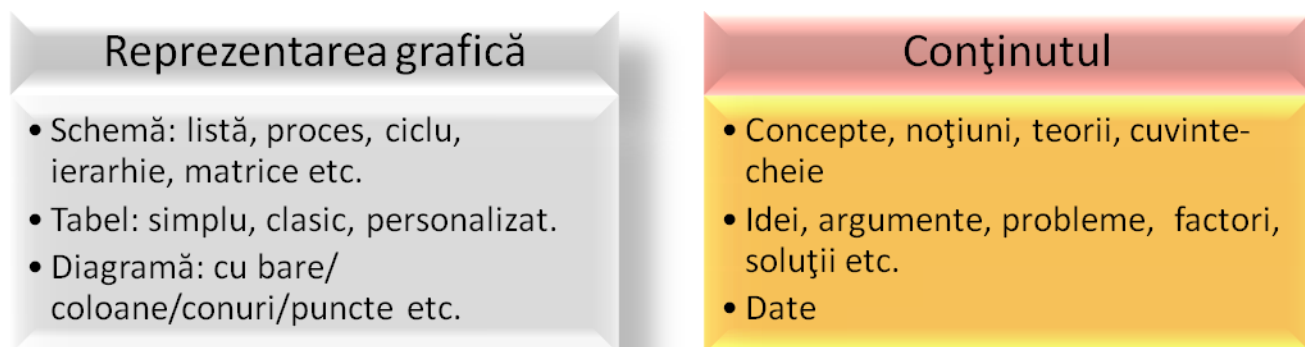 Reprezentarea grafică
• Schemă: listă, proces, ciclu,
ierarhie, matrice etc.
• Tabel: simplu, clasic, personalizat.
• Diagramă: cu bare/
coloane/conuri/puncte etc.
Conţinutul
• Concepte, noţiuni, teorii, cuvinte-
cheie
• Idei, argumente, probleme, factori,
soluţii etc.
• Date